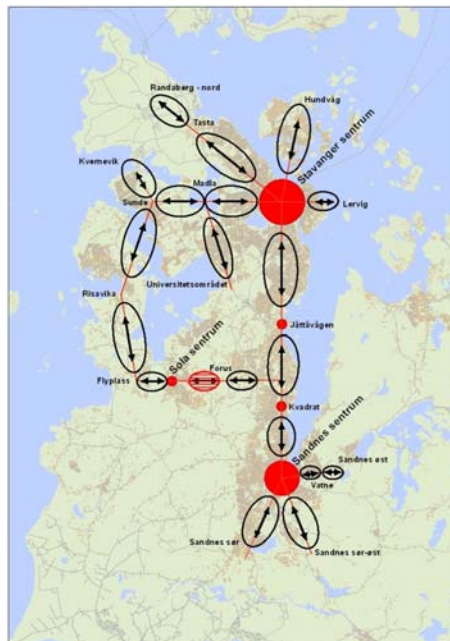 Randaberg - nord
Hundvåg
Tasta
Stavanger sentrum
Kvernevik
Madla
Sunde
Lervig
Universitetsområdet
Risavika
Sola sentrum
Jåttåvågen
Forus
Flyplass
Kvadrat
Sandnes sentrum
Sandnes øst
Vatne
Sandnes sør
Sandnes sør-øst